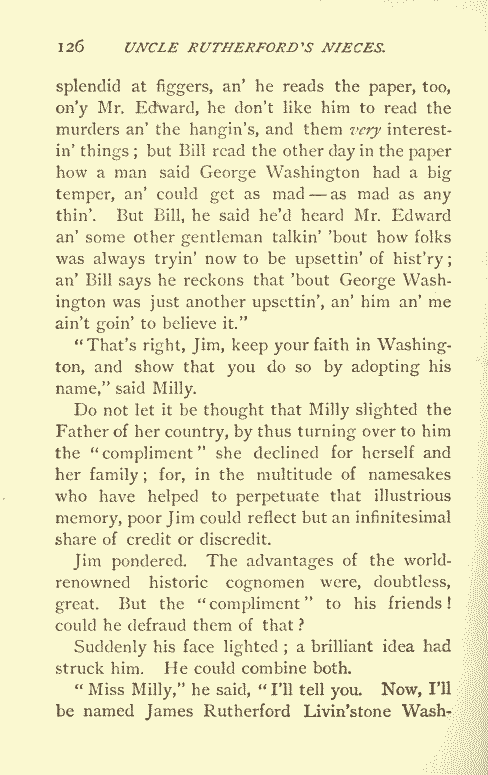 126 UNCLE RUTHERFORD'S NIECES.
splendid at figgers, an' he reads the paper, too,
on'y Mr. Edward, he don't like him to read the
murders an' the hangin's, and them very interest-
in' things ; but Bill read the other day in the paper
how a man said George Washington had a big
temper, an' could get as mad — as mad as any
thin'. But Bill, he said he'd heard Mr. Edward
an' some other gentleman talkin' 'bout how folks
was always tryin' now to be upsettin' of hist'ry ;
an' Bill says he reckons that 'bout George Wash-
ington was just another upsettin', an' him an' me
ain't goin' to believe it."
"That's right, Jim, keep your faith in Washing-
ton, and show that you do so by adopting his
name," said Milly.
Do not let it be thought that Milly slighted the
Father of her country, by thus turning over to him
the "compliment" she declined for herself and
her family ; for, in the multitude of namesakes
who have helped to perpetuate that illustrious
memory, poor Jim could reflect but an infinitesimal
share of credit or discredit.
Jim pondered. The advantages of the world-
renowned historic cognomen were, doubtless,
great. But the "compliment" to his friends !
could he defraud them of that ?
Suddenly his face lighted ; a brilliant idea had
struck him. He could combine both.
"Miss Milly," he said, "I'll tell you. Now, I'll
be named James Rutherford Livin'stone Wash-